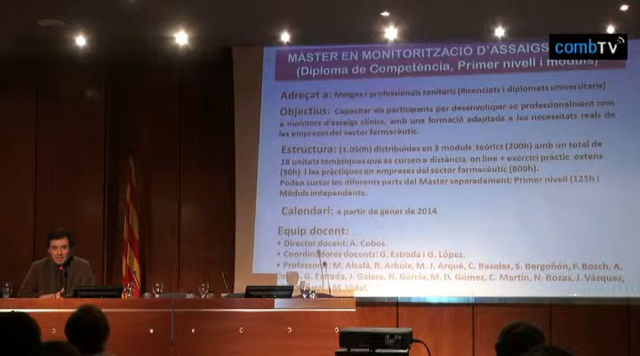 combTV
MÀSTER EN MONITORITZACIÓ D'ASSAIGS
(Diploma de Competència, Primer nivell i mòduls)
Adreçat a: Metges i professionals sanitaris (llicenciats i diplomats universitaris)
Objectius: Capacitar els participants per desenvolupar-se professionalment com
a monitors d'assaigs clínics, amb una formació adaptada a les necessitats reals de
les empreses del sector farmacèutic.
Estructura: (1.050h) distribuïdes en 3 mòduls teòrics (200h) amb un total de
18 unitats temàtiques que es cursen a distància on line + exercici pràctic extens
(50h) i les pràctiques en empreses del sector farmacèutic (800h).
Poden cursar los diferents parts del Màster separadament: Primer nivell (125h i
Mòduls independents.
Calendari: a partir de gener de 2014
Equip docent:
• Director docent: A. Cobos.
• Coordinadores docents: G. Estrada i G. López.
• Professors: M. Alcalá, R. Arboix, M. J. Arqué, C. Basolas, S. Bergoñón, F. Bosch, A.
G. Estrada, J. Galena, N. García, M. D. Gómez, C. Martín, N. Rozas, J. Vázquez,
M. Vidal.